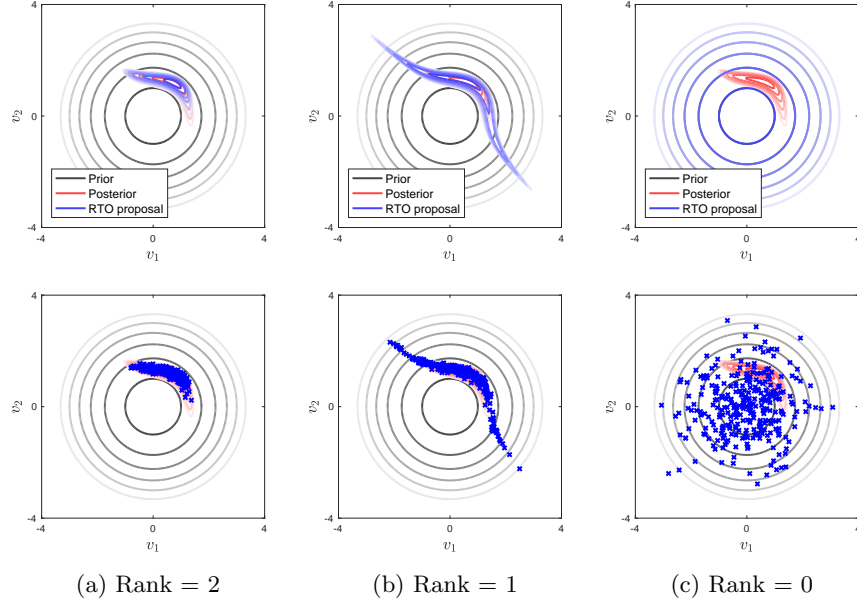 4
4
4
v₂
0
v₂
0
v₂
0
Prior
Prior
Prior
Posterior
Posterior
Posterior
RTO proposal
RTO proposal
RTO proposal
-4
-4
-4
-4 0 4
-4 0 4
-4 0 4
v₁
v₁
v₁
4
4
4
v₂
0
v₂
0
v₂
0
-4
-4
-4
-4 0 4
-4 0 4
-4 0 4
v₁
v₁
v₁
(a) Rank = 2
(b) Rank = 1
(c) Rank = 0